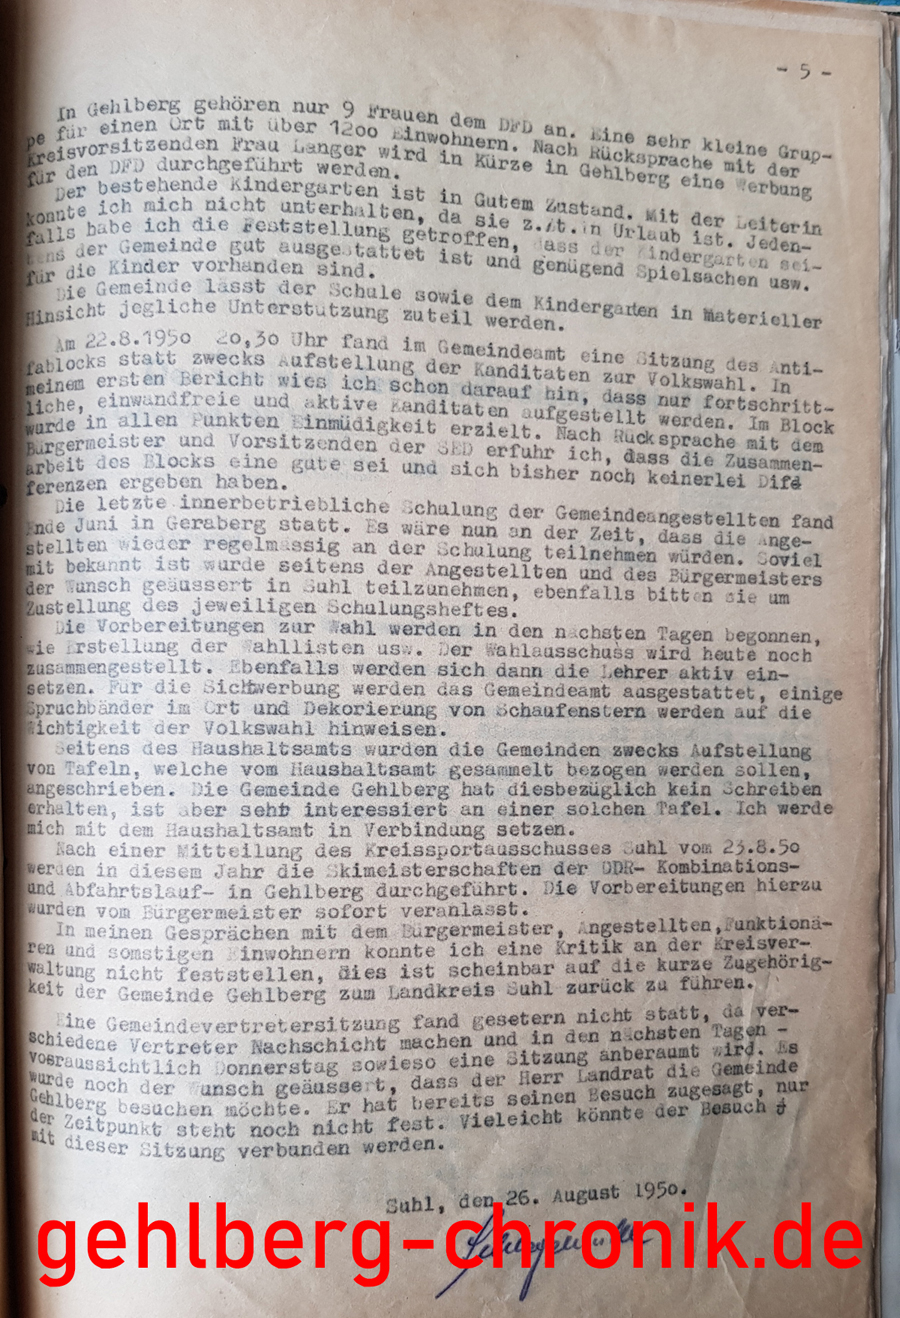 - 5 -
In Gehlberg gehören nur 9 Frauen dem DFD an. Eine sehr kleine Grup-
pe für einen Ort mit über 1200 Einwohnern. Nach Rücksprache mit der
Kreisvorsitzenden Frau Langer wird in Kürze in Gehlberg eine Werbung
für den DFD durchgeführt werden.
Der bestehende Kindergarten ist in Gutem Zustand. Mit der Leiterin
konnte ich mich nicht unterhalten, da sie z.Zt.in Urlaub ist. Jeden-
falls habe ich die Feststellung getroffen, dass der Kindergarten sei-
tens der Gemeinde gut ausgestattet ist und genügend Spielsachen usw.
für die Kinder vorhanden sind.
Die Gemeinde lässt der Schule sowie dem Kindergarten in Materieller
Hinsicht jegliche Unterstützung zuteil werden.
Am 22.8.1950 20,30 Uhr fand im Gemeindeamt eine Sitzung des Anti-
fablocks statt zwecks Aufstellung der Kanditaten zur Volkswahl. In
meinem ersten Bericht wies ich schon darauf hin, dass nur fortschritt-
liche, einwandfreie und aktive Kanditaten aufgestellt werden. Im Block
wurde in allen Punkten Einmüdigkeit erzielt. Nach Rücksprache mit dem
Bürgermeister und Vorsitzenden der SED erfuhr ich, dass die Zusammen-
arbeit des Blocks eine gute sei und sich bisher noch keinerlei Dife
ferenzen ergeben haben.
Die letzte innerbetriebliche Schulung der Gemeindeangestellten fand
Ende Juni in Geraberg statt. Es wäre nun an der Zeit, dass die Ange-
stellten wieder regelmässig an der Schulung teilnehmen würden. Soviel
mit bekannt ist wurde seitens der Angestellten und des Bürgermeisters
der Wunsch geäussert in Suhl teilzunehmen, ebenfalls bitten sie um
Zustellung des jeweiligen Schulungsheftes.
Die Vorbereitungen zur Wahl werden in den nächsten Tagen begonnen,
wie Erstellung der Wahllisten usw. Der Wahlausschuss wird heute noch
zusammengestellt. Ebenfalls werden sich dann die Lehrer aktiv ein-
setzen. Für die Sichtwerbung werden das Gemeindeamt ausgestattet, einige
Spruchbänder im Ort und Dekorierung von Schaufenstern werden auf die
Wichtigkeit der Volkswahl hinweisen.
Seitens des Haushaltsamts wurden die Gemeinden zwecks Aufstellung
von Tafeln, welche vom Haushaltsamt gesammelt bezogen werden sollen,
angeschrieben. Die Gemeinde Gehlberg hat diesbezüglich kein Schreiben
erhalten, ist aber sehr interessiert an einer solchen Tafel. Ich werde
mich mit dem Haushaltsamt in Verbindung setzen.
Nach einer Mitteilung des Kreissportausschusses Suhl vom 23.8.50
werden in diesem Jahr die Skimeisterschaften der DDR- Kombinations-
und Abfahrtslauf- in Gehlberg durchgeführt. Die Vorbereitungen hierzu
wurden vom Bürgermeister sofort veranlasst.
In meinen Gesprächen mit dem Bürgermeister, Angestellten,Funktionä-
ren und somstigen Einwohnern konnte ich eine Kritik an der Kreisver-
waltung nicht feststellen, dies ist scheinbar auf die kurze Zugehörig-
keit der Gemeinde Gehlberg zum Landkreis Suhl zurück zu führen.
Eine Gemeindevertretersitzung fand gesetern nicht statt, da ver-
schiedene Vertreter Nachschicht machen und in den nächsten Tagen -
vosraussichtlich Donnerstag sowieso eine Sitzung anberaumt wird. Es
wurde noch der Wunsch geäussert, dass der Herr Landrat die Gemeinde
Gehlberg besuchen möchte. Er hat bereits seinen Besuch zugesagt, nur
der Zeitpunkt steht noch nicht fest. Vieleicht könnte der Besuch
mit dieser Sitzung verbunden werden.
Suhl, den 26. August 1950.
gehlberg-chronik.de